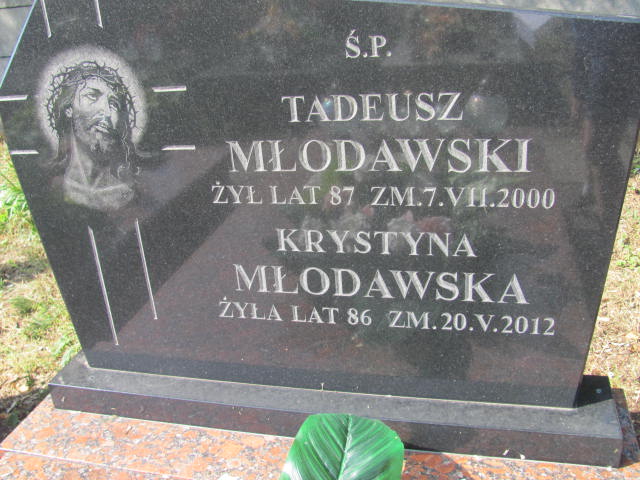 Ś.P.
TADEUSZ
MŁODAWSKI
ŻYŁ LAT 87 ZM.7.VII.2000
KRYSTYNA
MŁODAWSKA
ŻYŁA LAT 86 ZM.20.V.2012